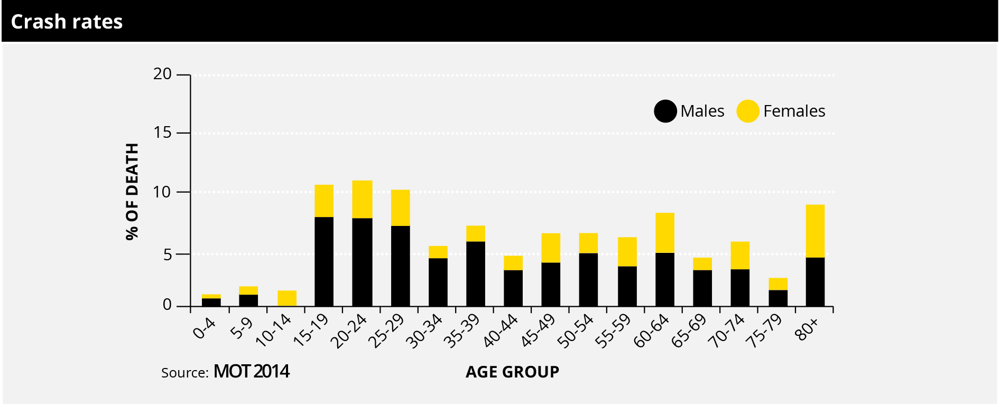 Crash rates
20
15
10
5
0
% OF DEATH
Males Females
0-4 5-9 10-14 15-19 20-24 25-29 30-34 35-39 40-44 45-49 50-54 55-59 60-64 65-69 70-74 75-79 80+
Source: MOT 2014
AGE GROUP